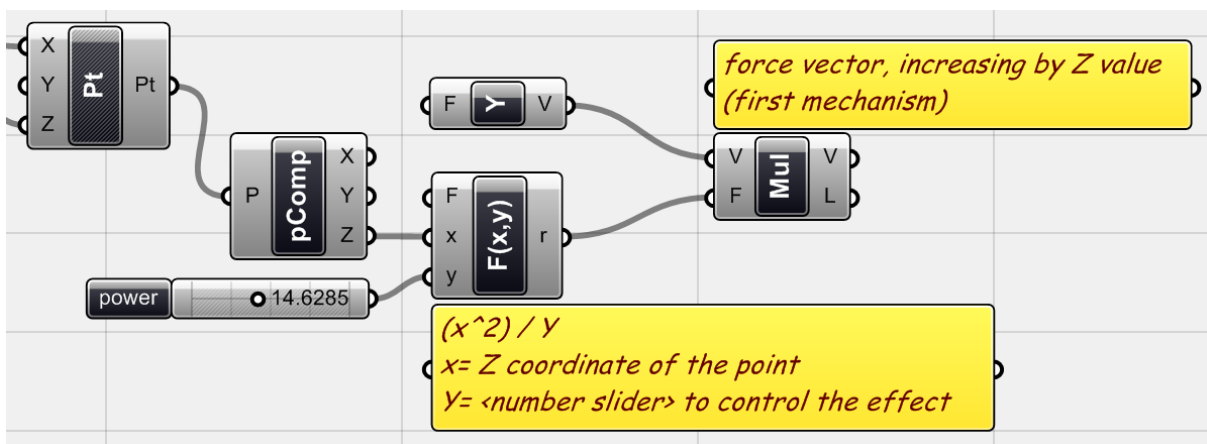 X
Y
Z
Pt
Pt
P
pComp
X
Y
Z
power
14.6285
F
Y
V
F
x
y
F(x,y)
r
(x^2) / Y
x= Z coordinate of the point
Y= <number slider> to control the effect
force vector, increasing by Z value
(first mechanism)
V
F
Mul
V
L